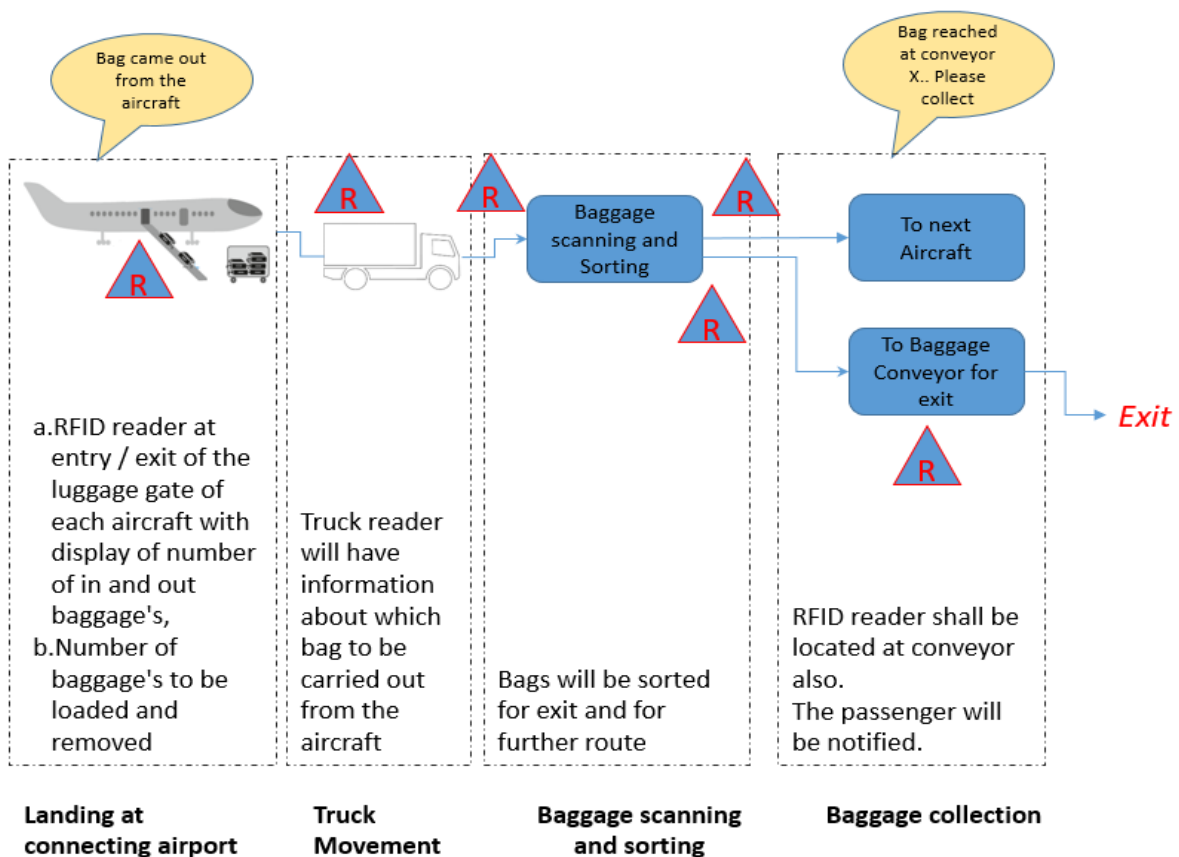 Bag came out
from the
aircraft
Bag reached
at conveyor
X.. Please
collect
R
R
R
R
R
R
Baggage
scanning and
Sorting
To next
Aircraft
To Baggage
Conveyor for
exit
Exit
a.RFID reader at
entry / exit of the
luggage gate of
each aircraft with
display of number
of in and out
baggage's,
b.Number of
baggage's to be
loaded and
removed
Truck reader
will have
information
about which
bag to be
carried out
from the
aircraft
Bags will be sorted
for exit and for
further route
RFID reader shall be
located at conveyor
also.
The passenger will
be notified.
Landing at
connecting airport
Truck
Movement
Baggage scanning
and sorting
Baggage collection